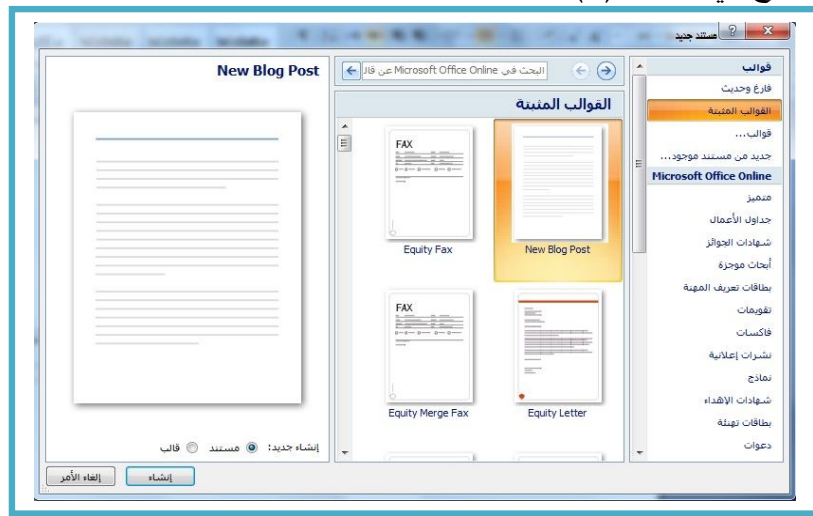 مستند جديد
قوالب
فارغ وحديث
القوالب المثبتة
قوالب...
جديد من مستند موجود...
Microsoft Office Online
متميز
جداول الأعمال
شهادات الجوائز
أبحاث موجزة
بطاقات تعريف المهنة
تقويمات
فاكسات
نشرات إعلانية
نماذج
شهادات الإهداء
بطاقات تهنئة
دعوات
البحث في Microsoft Office Online عن قالـ
القوالب المثبتة
New Blog Post
FAX
Equity Fax
Equity Letter
FAX
Equity Merge Fax
New Blog Post
إنشاء جديد: مستند قالب
إنشاء
إلغاء الأمر